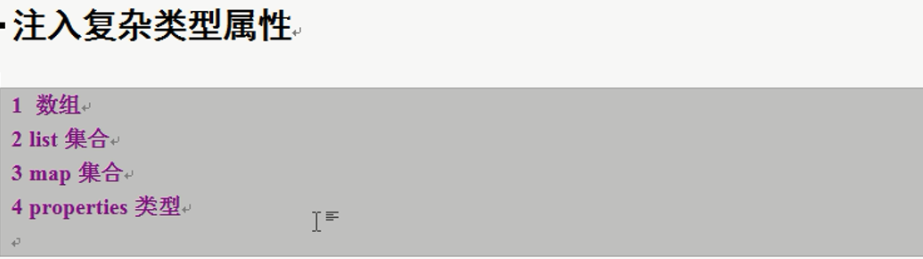 注入复杂类型属性
1 数组
2 list 集合
3 map 集合
4 properties 类型